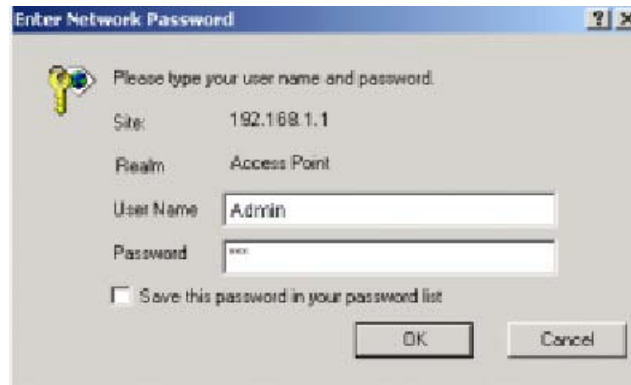 Enter Network Password
Please type your user name and password.
Site: 192.168.1.1
Realm Access Point
User Name Admin
Password ***
Save this password in your password list
OK Cancel